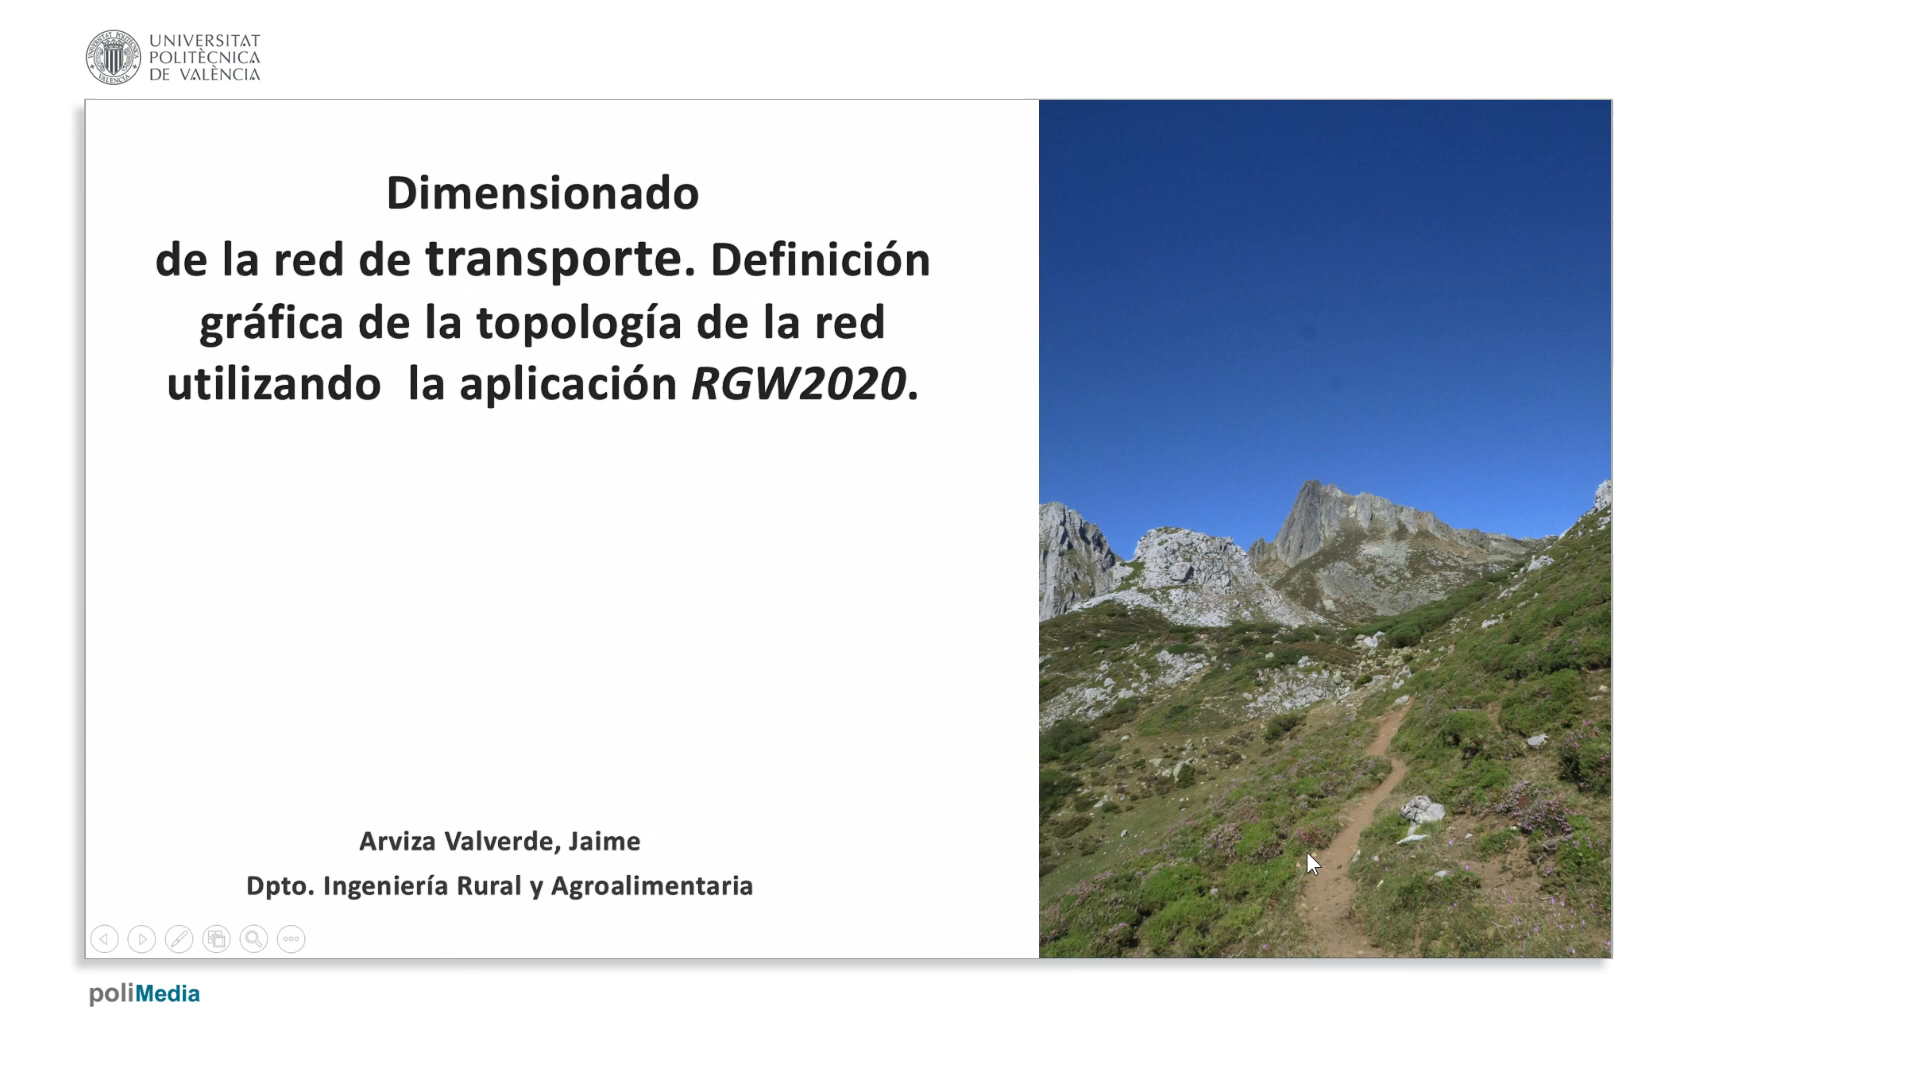 UNIVERSITAT
POLITÈCNICA
DE VALÈNCIA
Dimensionado
de la red de transporte. Definición
gráfica de la topología de la red
utilizando  la aplicación RGW2020.
Arviza Valverde, Jaime
Dpto. Ingeniería Rural y Agroalimentaria
poliMedia